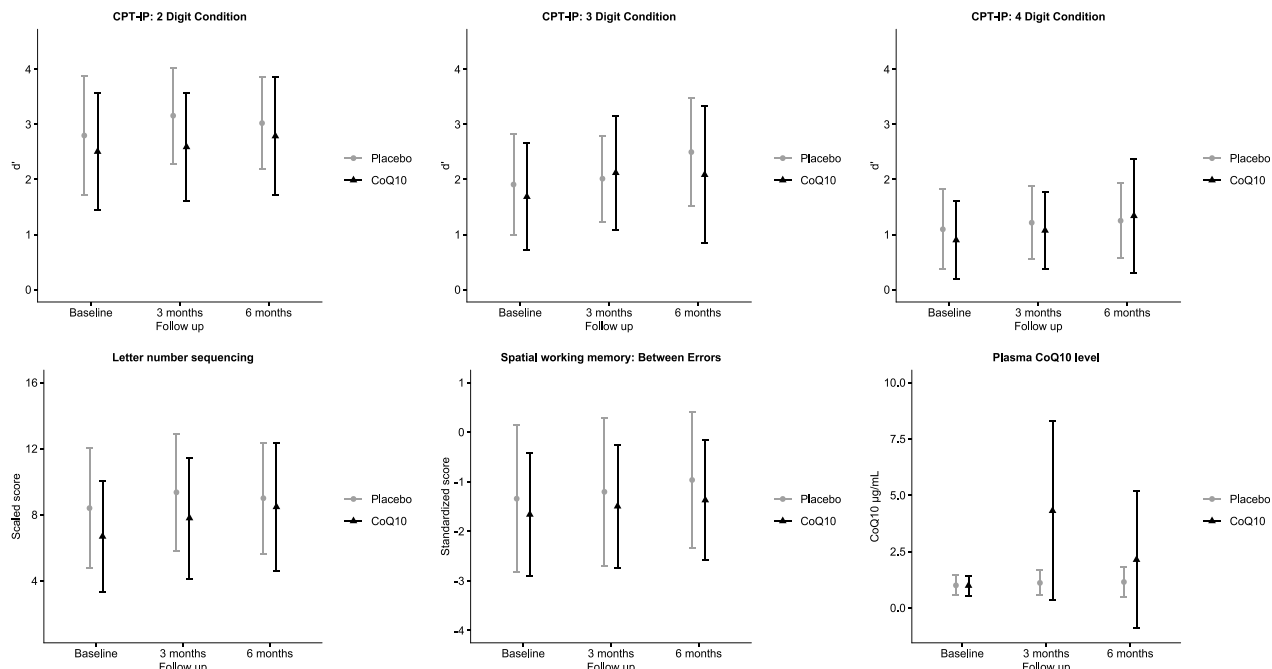 CPT-IP: 2 Digit Condition
4
3
2
1
0
d'
Baseline
3 months
6 months
Follow up
Placebo
CoQ10
CPT-IP: 3 Digit Condition
4
3
2
1
0
d'
Baseline
3 months
6 months
Follow up
Placebo
CoQ10
CPT-IP: 4 Digit Condition
4
3
2
1
0
d'
Baseline
3 months
6 months
Follow up
Placebo
CoQ10
Letter number sequencing
16
12
8
4
Scaled score
Baseline
3 months
6 months
Follow up
Placebo
CoQ10
Spatial working memory: Between Errors
1
0
-1
-2
-3
-4
Standardized score
Baseline
3 months
6 months
Follow up
Placebo
CoQ10
Plasma CoQ10 level
10.0
7.5
5.0
2.5
0.0
CoQ10 µg/mL
Baseline
3 months
6 months
Follow up
Placebo
CoQ10